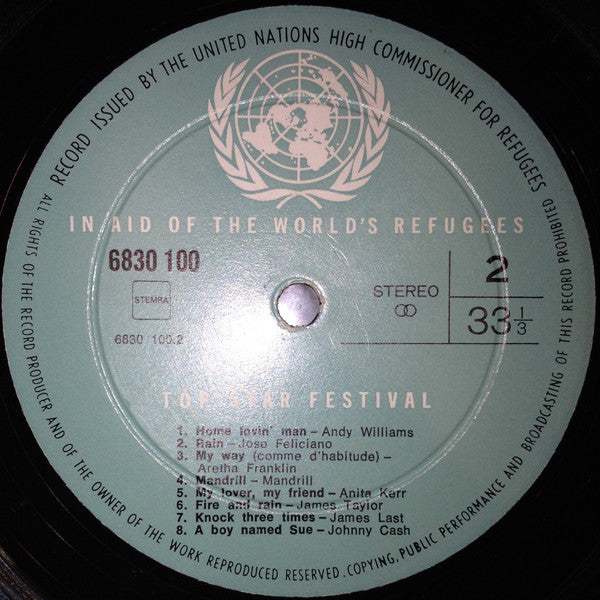 RECORD ISSUED BY THE UNITED NATIONS HIGH COMMISSIONER FOR REFUGEES
IN AID OF THE WORLD'S REFUGEES
6830 100
STEMRA
6830 100.2
STEREO
2
33 1/3
TOP STAR FESTIVAL
1. Home lovin' man – Andy Williams
2. Rain – Jose Feliciano
3. My way (comme d'habitude) –
Aretha Franklin
4. Mandrill – Mandrill
5. My lover, my friend – Anita Kerr
6. Fire and rain – James Taylor
7. Knock three times – James Last
8. A boy named Sue – Johnny Cash
ALL RIGHTS OF THE RECORD PRODUCER AND OF THE OWNER OF THE WORK REPRODUCED RESERVED. COPYING, PUBLIC PERFORMANCE AND BROADCASTING OF THIS RECORD PROHIBITED